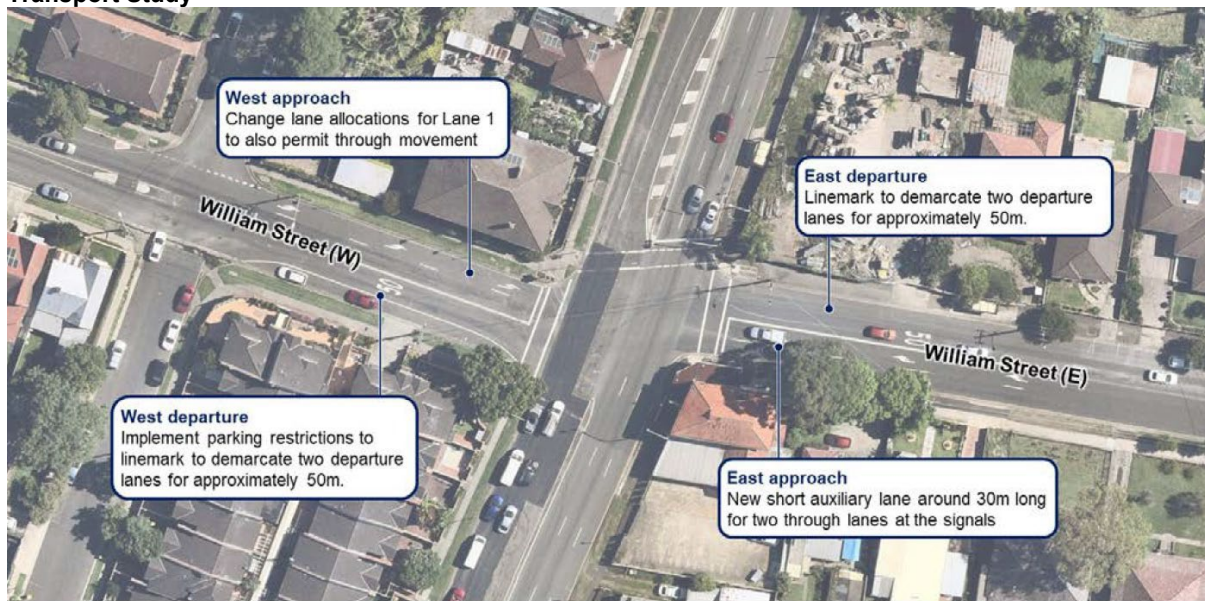 Transport Study
West approach
Change lane allocations for Lane 1
to also permit through movement
East departure
Linemark to demarcate two departure
lanes for approximately 50m.
William Street (W)
50
50
William Street (E)
West departure
Implement parking restrictions to
linemark to demarcate two departure
lanes for approximately 50m.
East approach
New short auxiliary lane around 30m long
for two through lanes at the signals